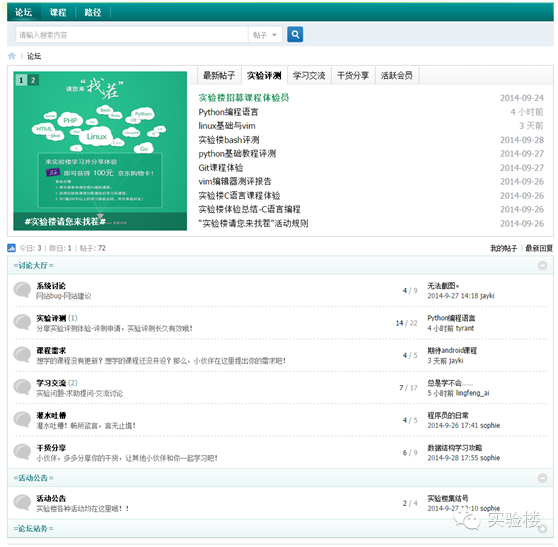 论坛 课程 路径
请输入搜索内容 帖子
论坛
1 2
请您来“找茬”
Bash
PHP
Python
HTML
Linux
Go
来实验楼学习并分享体验
即可获得 100元 京东购物卡!
#实验楼请您来找茬#
最新帖子 实验评测 学习交流 干货分享 活跃会员
实验楼招募课程体验员 2014-09-24
Python编程语言 4 小时前
linux基础与vim 3 天前
实验楼bash评测 2014-09-28
python基础教程评测 2014-09-27
Git课程体验 2014-09-27
vim编辑器测评报告 2014-09-26
实验楼C语言课程体验 2014-09-26
实验楼体验总结-C语言编程 2014-09-26
“实验楼请您来找茬”活动规则 2014-09-26
今日: 3 | 昨日: 1 | 帖子: 72 我的帖子 | 最新回复
=讨论大厅=
系统讨论 4 / 9 无法截图。
网站bug-网站建议 2014-9-27 14:18 jayki
实验评测 (1) 14 / 22 Python编程语言
分享实验评测体验-评测申请,实验评测长久有效哦! 4 小时前 tyrant
课程需求 4 / 5 期待android课程
想学的课程没有更新?想学的课程还没开设?那么,小伙伴在这里提出你的需求吧! 3 天前 jayki
学习交流 (2) 7 / 17 总是学不会......
实验问题-求助提问-交流讨论 5 小时前 lingfeng_ai
灌水吐槽 4 / 5 程序员的日常
灌水吐槽!畅所欲言,言无止境! 2014-9-26 17:41 sophie
干货分享 6 / 9 数据结构学习攻略
小伙伴,多多分享你的干货,让其他小伙伴和你一起学习吧! 2014-9-28 17:55 sophie
=活动公告=
活动公告 2 / 4 实验楼集结号
实验楼各种活动均在这里哦!! 2014-9-27 12:10 sophie
=论坛站务=
实验楼